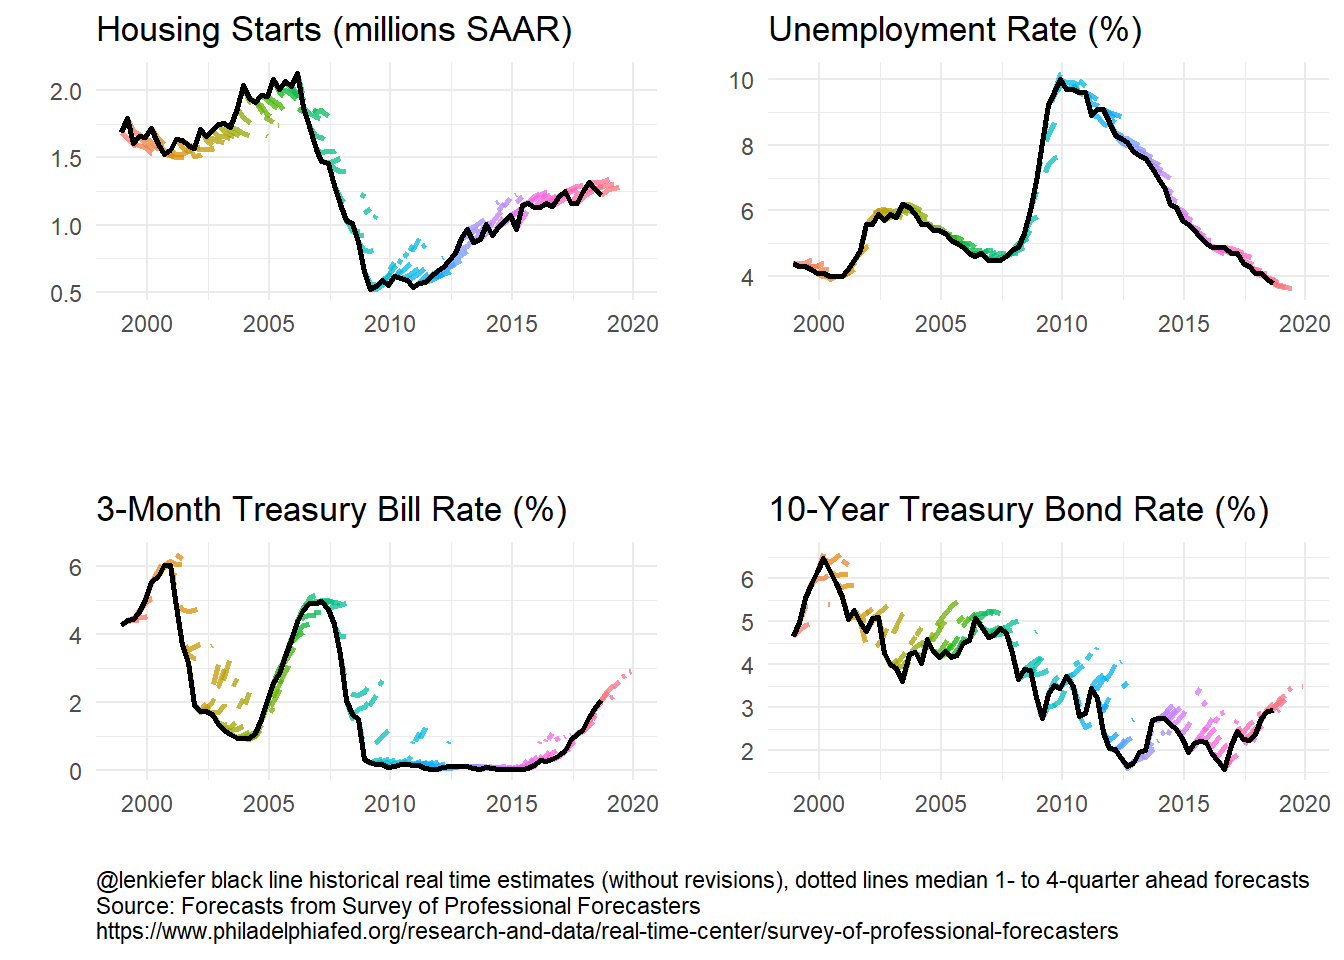 Housing Starts (millions SAAR)
2.0
1.5
1.0
0.5
2000 2005 2010 2015 2020
Unemployment Rate (%)
10
8
6
4
2000 2005 2010 2015 2020
3-Month Treasury Bill Rate (%)
6
4
2
0
2000 2005 2010 2015 2020
10-Year Treasury Bond Rate (%)
6
5
4
3
2
2000 2005 2010 2015 2020
@lenkiefer black line historical real time estimates (without revisions), dotted lines median 1- to 4-quarter ahead forecasts
Source: Forecasts from Survey of Professional Forecasters
https://www.philadelphiafed.org/research-and-data/real-time-center/survey-of-professional-forecasters